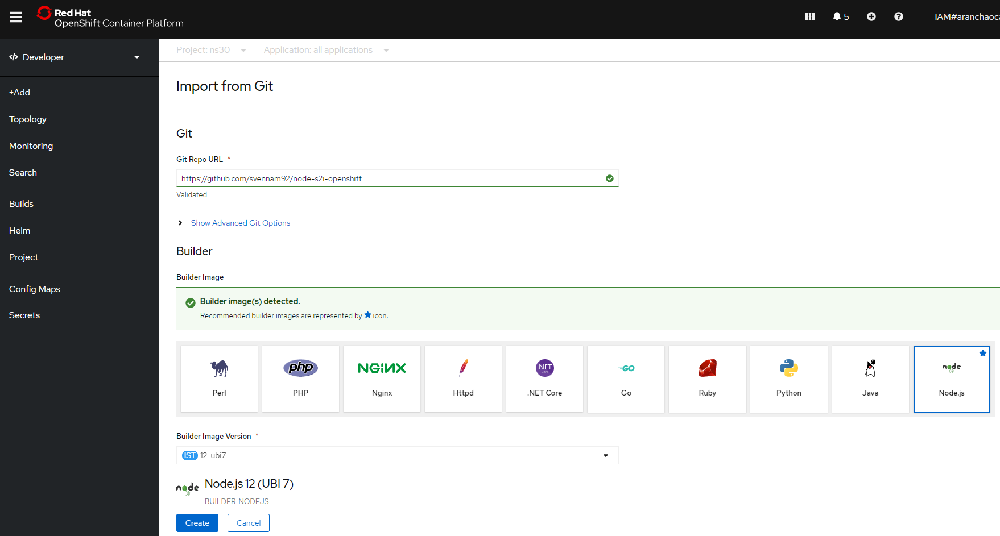 Red Hat
OpenShift Container Platform
5
IAM#aranchaoca
Developer
+Add
Topology
Monitoring
Search
Builds
Helm
Project
Config Maps
Secrets
Project: ns30
Application: all applications
Import from Git
Git
Git Repo URL *
https://github.com/svennam92/node-s2i-openshift
Validated
Show Advanced Git Options
Builder
Builder Image
Builder image(s) detected.
Recommended builder images are represented by icon.
php
NGINX
.NET
Core
GO
node
JS
Perl
PHP
Nginx
Httpd
.NET Core
Go
Ruby
Python
Java
Node.js
Builder Image Version *
IST 12-ubi7
node
JS
Node.js 12 (UBI 7)
BUILDER NODEJS
Create
Cancel